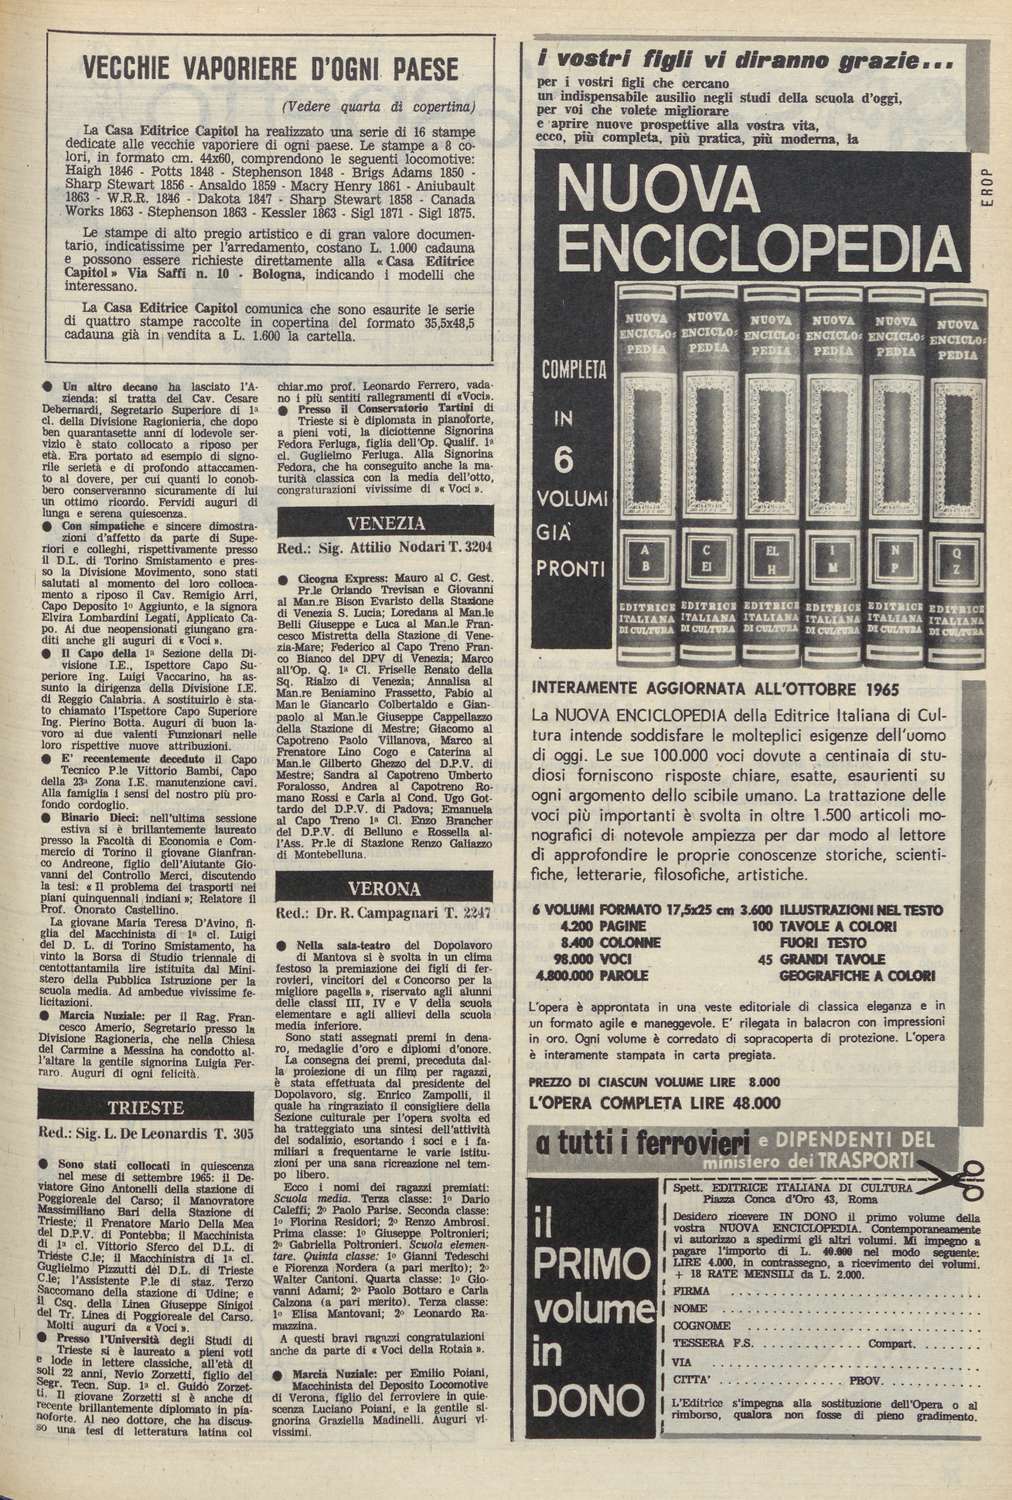 VECCHIE VAPORIERE D'OGNI PAESE
(Vedere quarta di copertina)
La Casa Editrice Capitol ha realizzato una serie di 16 stampe
dedicate alle vecchie vaporiere di ogni paese. Le stampe a 8 co-
lori, in formato cm. 44x60, comprendono le seguenti locomotive:
Haigh 1846 - Potts 1848 - Stephenson 1848 - Brigs Adams 1850 -
Sharp Stewart 1856 - Ansaldo 1859 - Macry Henry 1861 - Aniubault
1863 - W.R.R. 1846 - Dakota 1847 - Sharp Stewart 1858 - Canada
Works 1863 - Stephenson 1863 - Kessler 1863 - Sigl 1871 - Sigl 1875.
Le stampe di alto pregio artistico e di gran valore documen-
tario, indicatissime per l'arredamento, costano L. 1.000 cadauna
e possono essere richieste direttamente alla «Casa Editrice
Capitol» Via Saffi n. 10 - Bologna, indicando i modelli che
interessano.
La Casa Editrice Capitol comunica che sono esaurite le serie
di quattro stampe raccolte in copertina del formato 35,5x48,5
cadauna già in vendita a L. 1.600 la cartella.
● Un altro decano ha lasciato l'A-
zienda: si tratta del Cav. Cesare
Debernardi, Segretario Superiore di 1ª
cl. della Divisione Ragionieria, che dopo
ben quarantasette anni di lodevole ser-
vizio è stato collocato a riposo per
età. Era portato ad esempio di signo-
rile serietà e di profondo attaccamen-
to al dovere, per cui quanti lo conob-
bero conserveranno sicuramente di lui
un ottimo ricordo. Fervidi auguri di
lunga e serena quiescenza.
● Con simpatiche e sincere dimostra-
zioni d'affetto da parte di Supe-
riori e colleghi, rispettivamente presso
il D.L. di Torino Smistamento e pres-
so la Divisione Movimento, sono stati
salutati al momento del loro colloca-
mento a riposo il Cav. Remigio Arri,
Capo Deposito 1º Aggiunto, e la signora
Elvira Lombardini Legati, Applicato Ca-
po. Ai due neopensionati giungano gra-
diti anche gli auguri di « Voci ».
● Il Capo della 1ª Sezione della Di-
visione I.E., Ispettore Capo Su-
periore Ing. Luigi Vaccarino, ha as-
sunto la dirigenza della Divisione I.E.
di Reggio Calabria. A sostituirlo è sta-
to chiamato l'Ispettore Capo Superiore
Ing. Pierino Botta. Auguri di buon la-
voro ai due valenti Funzionari nelle
loro rispettive nuove attribuzioni.
● E' recentemente deceduto il Capo
Tecnico P.le Vittorio Bambi, Capo
della 23ª Zona I.E. manutenzione cavi.
Alla famiglia i sensi del nostro più pro-
fondo cordoglio.
● Binario Dieci: nell'ultima sessione
estiva si è brillantemente laureato
presso la Facoltà di Economia e Com-
mercio di Torino il giovane Gianfran-
co Andreone, figlio dell'Aiutante Gio-
vanni del Controllo Merci, discutendo
la tesi: « Il problema dei trasporti nei
piani quinquennali indiani »; Relatore il
Prof. Onorato Castellino.
La giovane Maria Teresa D'Avino, fi-
glia del Macchinista di 1ª cl. Luigi
del D. L. di Torino Smistamento, ha
vinto la Borsa di Studio triennale di
centottantamila lire istituita dal Mini-
stero della Pubblica Istruzione per la
scuola media. Ad ambedue vivissime fe-
licitazioni.
● Marcia Nuziale: per il Rag. Fran-
cesco Amerio, Segretario presso la
Divisione Ragioneria, che nella Chiesa
del Carmine a Messina ha condotto al-
l'altare la gentile signorina Luigia Fer-
raro. Auguri di ogni felicità.
TRIESTE
Red.: Sig. L. De Leonardis T. 305
● Sono stati collocati in quiescenza
nel mese di settembre 1965: il De-
viatore Gino Antonelli della stazione di
Poggioreale del Carso; il Manovratore
Massimiliano Bari della Stazione di
Trieste; il Frenatore Mario Della Mea
del D.P.V. di Pontebba; il Macchinista
di 1ª cl. Vittorio Sferco del D.L. di
Trieste C.le; il Macchinistra di 1ª cl.
Guglielmo Pizzutti del D.L. di Trieste
C.le; l'Assistente P.le di staz. Terzo
Saccomano della stazione di Udine; e
il Csq. della Linea Giuseppe Sinigoi
del Tr. Linea di Poggioreale del Carso.
Molti auguri da « Voci ».
● Presso l'Università degli Studi di
Trieste si è laureato a pieni voti
e lode in lettere classiche, all'età di
soli 22 anni, Nevio Zorzetti, figlio del
Segr. Tecn. Sup. 1ª cl. Guido Zorzet-
ti. Il giovane Zorzetti si è anche di
recente brillantemente diplomato in pia-
noforte. Al neo dottore, che ha discus-
so una tesi di letteratura latina col
chiar.mo prof. Leonardo Ferrero, vada-
no i più sentiti rallegramenti di «Voci».
● Presso il Conservatorio Tartini di
Trieste si è diplomata in pianoforte,
a pieni voti, la diciottenne Signorina
Fedora Ferluga, figlia dell'Op. Qualif. 1ª
cl. Guglielmo Ferluga. Alla Signorina
Fedora, che ha conseguito anche la ma-
turità classica con la media dell'otto,
congraturazioni vivissime di « Voci ».
VENEZIA
Red.: Sig. Attilio Nodari T. 3204
● Cicogna Express: Mauro al C. Gest.
Pr.le Orlando Trevisan e Giovanni
al Man.re Bison Evaristo della Stazione
di Venezia S. Lucia; Loredana al Man.le
Belli Giuseppe e Luca al Man.le Fran-
cesco Mistretta della Stazione di Vene-
zia-Mare; Federico al Capo Treno Fran-
co Bianco del DPV di Venezia; Marco
all'Op. Q. 1ª Cl. Friselle Renato della
Sq. Rialzo di Venezia; Annalisa al
Man.re Beniamino Frassetto, Fabio al
Man.le Giancarlo Colbertaldo e Gian-
paolo al Man.le Giuseppe Cappellazzo
della Stazione di Mestre; Giacomo al
Capotreno Paolo Villanova, Marco al
Frenatore Lino Cogo e Caterina al
Man.le Gilberto Ghezzo del D.P.V. di
Mestre; Sandra al Capotreno Umberto
Foralosso, Andrea al Capotreno Ro-
mano Rossi e Carla al Cond. Ugo Got-
tardo del D.P.V. di Padova; Emanuela
al Capo Treno 1ª Cl. Enzo Brancher
del D.P.V. di Belluno e Rossella al-
l'Ass. Pr.le di Stazione Renzo Galiazzo
di Montebelluna.
VERONA
Red.: Dr. R. Campagnari T. 2247
● Nella sala-teatro del Dopolavoro
di Mantova si è svolta in un clima
festoso la premiazione dei figli di fer-
rovieri, vincitori del « Concorso per la
migliore pagella », riservato agli alunni
delle classi III, IV e V della scuola
elementare e agli allievi della scuola
media inferiore.
Sono stati assegnati premi in dena-
ro, medaglie d'oro e diplomi d'onore.
La consegna dei premi, preceduta dal-
la proiezione di un film per ragazzi,
è stata effettuata dal presidente del
Dopolavoro, sig. Enrico Zampolli, il
quale ha ringraziato il consigliere della
Sezione culturale per l'opera svolta ed
ha tratteggiato una sintesi dell'attività
del sodalizio, esortando i soci e i fa-
miliari a frequentarne le varie istitu-
zioni per una sana ricreazione nel tem-
po libero.
Ecco i nomi dei ragazzi premiati:
Scuola media. Terza classe: 1º Dario
Caleffi; 2º Paolo Parise. Seconda classe:
1º Florina Residori; 2º Renzo Ambrosi.
Prima classe: 1º Giuseppe Poltronieri;
2º Gabriella Poltronieri. Scuola elemen-
tare. Quinta classe: 1º Gianni Tedeschi
e Fiorenza Nordera (a pari merito); 2º
Walter Cantoni. Quarta classe: 1º Gio-
vanni Adami; 2º Paolo Bottaro e Carla
Calzona (a pari merito). Terza classe:
1º Elisa Mantovani; 2º Leonardo Ra-
mazzina.
A questi bravi ragazzi congratulazioni
anche da parte di « Voci della Rotaia ».
● Marcia Nuziale: per Emilio Poiani,
Macchinista del Deposito Locomotive
di Verona, figlio del ferroviere in quie-
scenza Luciano Poiani, e la gentile si-
gnorina Graziella Madinelli. Auguri vi-
vissimi.
i vostri figli vi diranno grazie...
per i vostri figli che cercano
un indispensabile ausilio negli studi della scuola d'oggi,
per voi che volete migliorare
e aprire nuove prospettive alla vostra vita,
ecco, più completa, più pratica, più moderna, la
EROP
NUOVA
ENCICLOPEDIA
COMPLETA
IN
6
VOLUMI
GIÀ
PRONTI
NUOVA NUOVA NUOVA NUOVA NUOVA NUOVA
ENCICLO: ENCICLO: ENCICLO: ENCICLO: ENCICLO: ENCICLO:
PEDIA PEDIA PEDIA PEDIA PEDIA PEDIA
A C EL I N Q
B EI H M P Z
EDITRICE EDITRICE EDITRICE EDITRICE EDITRICE EDITRICE
ITALIANA ITALIANA ITALIANA ITALIANA ITALIANA ITALIANA
DI CULTURA DI CULTURA DI CULTURA DI CULTURA DI CULTURA DI CULTURA
INTERAMENTE AGGIORNATA ALL'OTTOBRE 1965
La NUOVA ENCICLOPEDIA della Editrice Italiana di Cul-
tura intende soddisfare le molteplici esigenze dell'uomo
di oggi. Le sue 100.000 voci dovute a centinaia di stu-
diosi forniscono risposte chiare, esatte, esaurienti su
ogni argomento dello scibile umano. La trattazione delle
voci più importanti è svolta in oltre 1.500 articoli mo-
nografici di notevole ampiezza per dar modo al lettore
di approfondire le proprie conoscenze storiche, scienti-
fiche, letterarie, filosofiche, artistiche.
6 VOLUMI FORMATO 17,5x25 cm 3.600 ILLUSTRAZIONI NEL TESTO
4.200 PAGINE 100 TAVOLE A COLORI
8.400 COLONNE FUORI TESTO
98.000 VOCI 45 GRANDI TAVOLE
4.800.000 PAROLE GEOGRAFICHE A COLORI
L'opera è approntata in una veste editoriale di classica eleganza e in
un formato agile e maneggevole. E' rilegata in balacron con impressioni
in oro. Ogni volume è corredato di sopracoperta di protezione. L'opera
è interamente stampata in carta pregiata.
PREZZO DI CIASCUN VOLUME LIRE 8.000
L'OPERA COMPLETA LIRE 48.000
a tutti i ferrovieri e DIPENDENTI DEL
ministero dei TRASPORTI
il
PRIMO
volume
in
DONO
Spett. EDITRICE ITALIANA DI CULTURA
Piazza Conca d'Oro 43, Roma
Desidero ricevere IN DONO il primo volume della
vostra NUOVA ENCICLOPEDIA. Contemporaneamente
vi autorizzo a spedirmi gli altri volumi. Mi impegno a
pagare l'importo di L. 40.000 nel modo seguente:
LIRE 4.000, in contrassegno, a ricevimento dei volumi.
+ 18 RATE MENSILI da L. 2.000.
FIRMA
NOME
COGNOME
TESSERA F.S. Compart.
VIA
CITTA' PROV.
L'Editrice s'impegna alla sostituzione dell'Opera o al
rimborso, qualora non fosse di pieno gradimento.